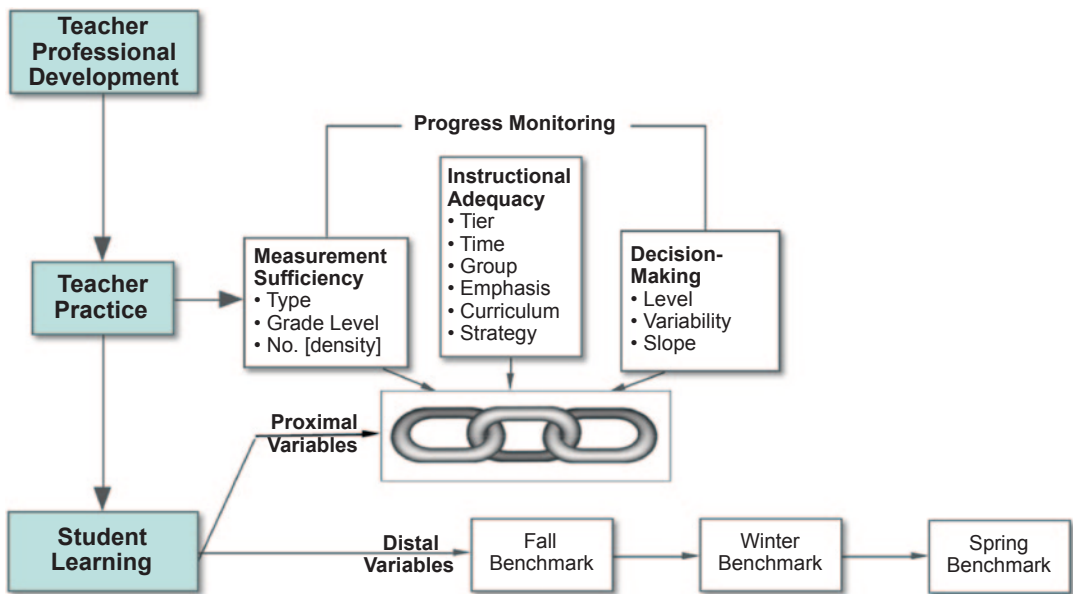 Teacher
Professional
Development
Progress Monitoring
Instructional
Adequacy
• Tier
• Time
• Group
• Emphasis
• Curriculum
• Strategy
Measurement
Sufficiency
• Type
• Grade Level
• No. [density]
Decision-
Making
• Level
• Variability
• Slope
Teacher
Practice
Proximal
Variables
Student
Learning
Distal
Variables
Fall
Benchmark
Winter
Benchmark
Spring
Benchmark